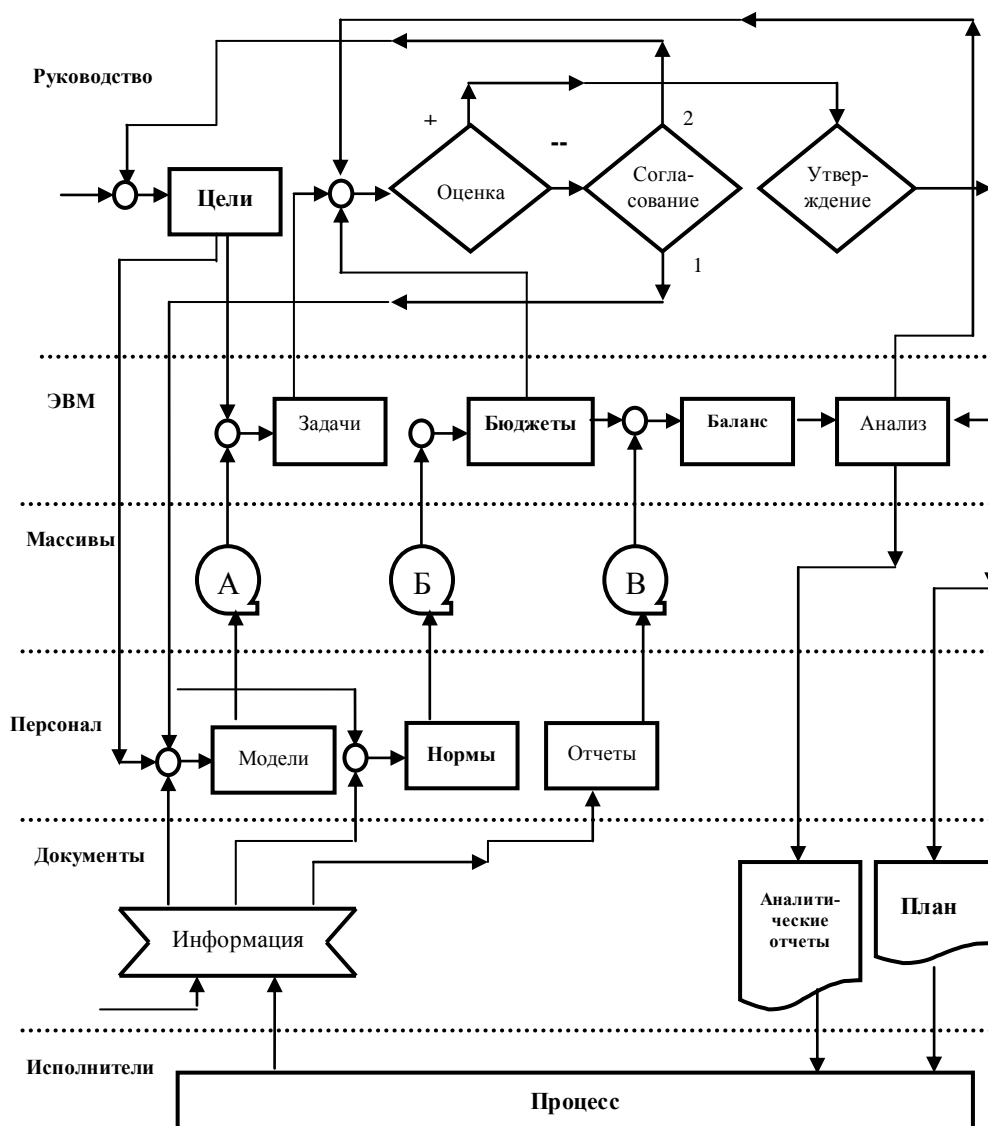 Руководство
+
--
2
Оценка
Согла-
сование
Утвер-
ждение
Цели
1
ЭВМ
Задачи
Бюджеты
Баланс
Анализ
Массивы
А
Б
В
Персонал
Модели
Нормы
Отчеты
Документы
Информация
Аналити-
ческие
отчеты
План
Исполнители
Процесс